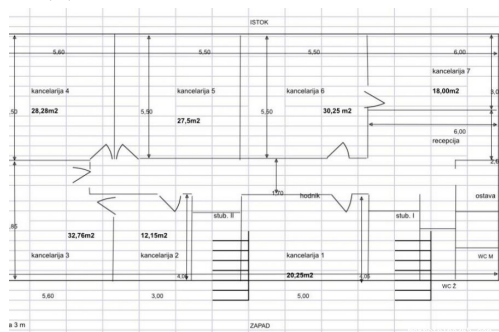 ISTOK
5,60
5,50
5,50
6,00
kancelarija 7
kancelarija 4
kancelarija 5
kancelarija 6
18,00m2
28,28m2
5,50
5,50
30,25 m2
27,5m2
6,00
recepcija
1,70
hodnik
ostava
stub. II
stub. I
32,76m2
12,15m2
kancelarija 3
kancelarija 2
kancelarija 1
WC M
20,25m2
WC Ž
5,60
3,00
5,00
ZAPAD